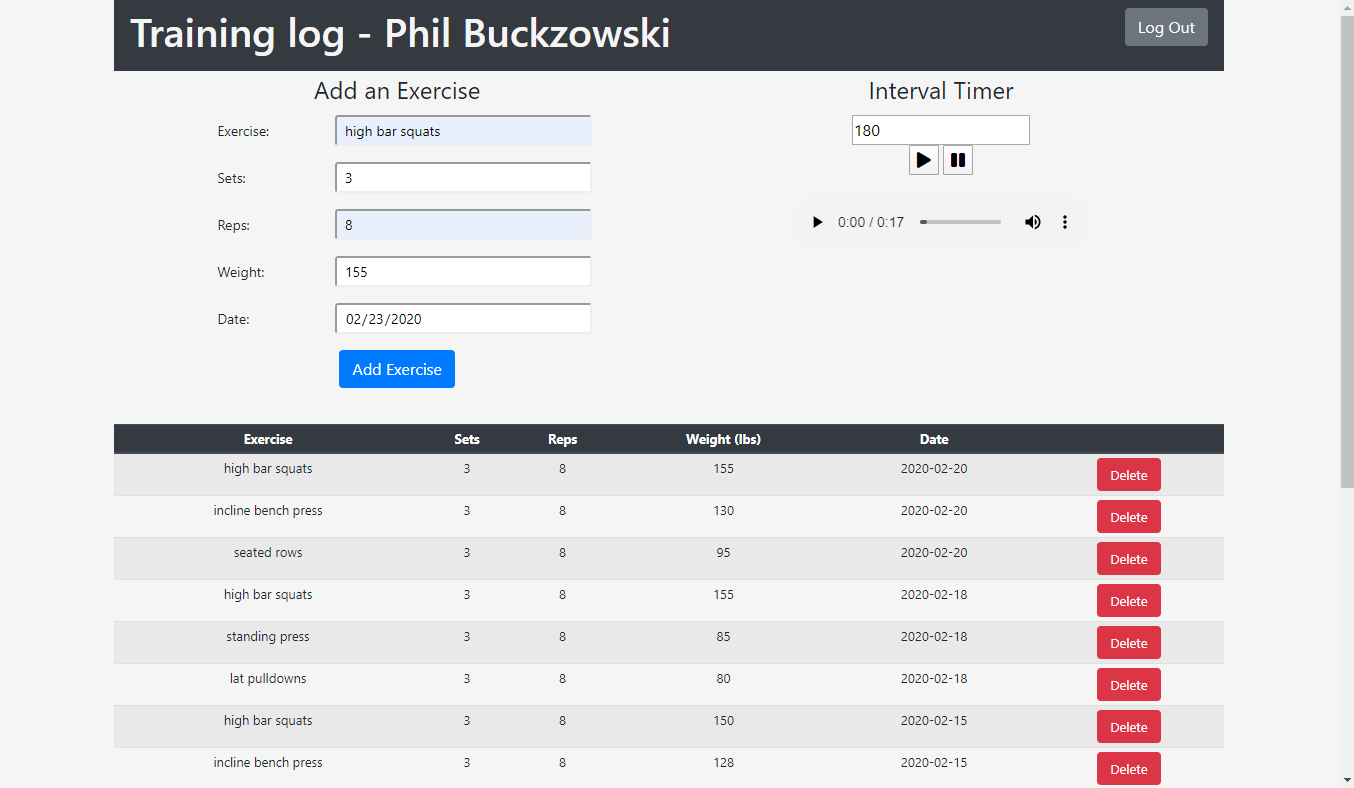 Training log - Phil Buckzowski
Log Out
Add an Exercise
Exercise: high bar squats
Sets: 3
Reps: 8
Weight: 155
Date: 02/23/2020
Add Exercise
Interval Timer
180
0:00 / 0:17
Exercise Sets Reps Weight (lbs) Date
high bar squats 3 8 155 2020-02-20 Delete
incline bench press 3 8 130 2020-02-20 Delete
seated rows 3 8 95 2020-02-20 Delete
high bar squats 3 8 155 2020-02-18 Delete
standing press 3 8 85 2020-02-18 Delete
lat pulldowns 3 8 80 2020-02-18 Delete
high bar squats 3 8 150 2020-02-15 Delete
incline bench press 3 8 128 2020-02-15 Delete